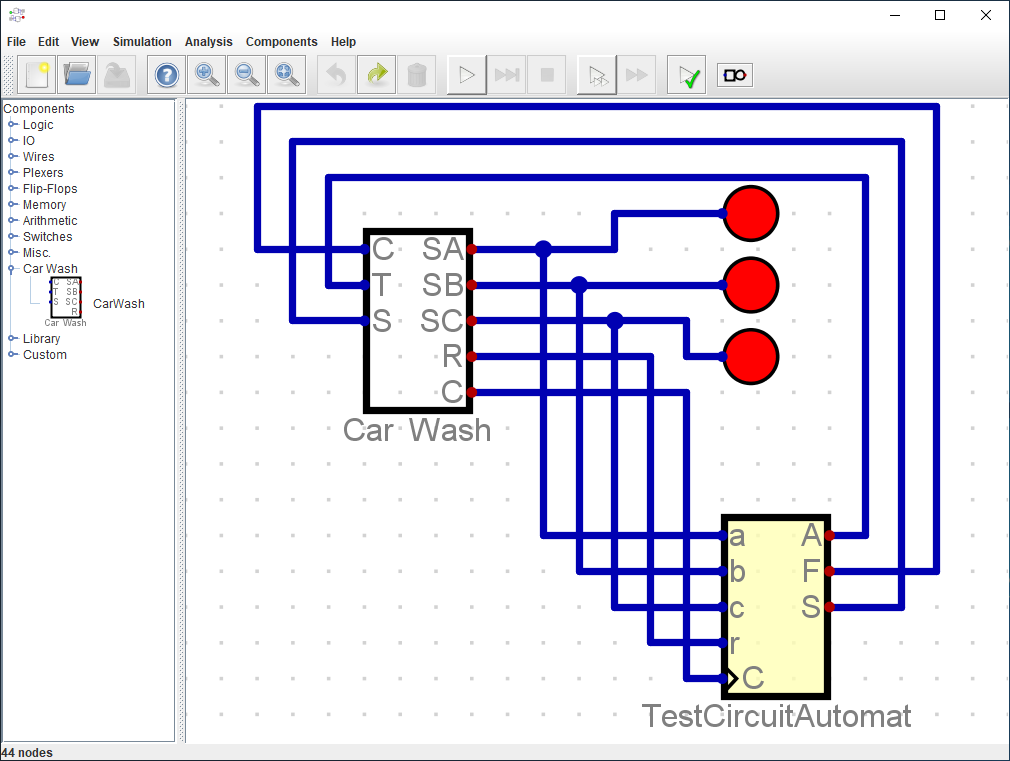 File Edit View Simulation Analysis Components Help
Components
Logic
IO
Wires
Plexers
Flip-Flops
Memory
Arithmetic
Switches
Misc.
Car Wash
C SA
T SB
S SC
R
CarWash
Car Wash
Library
Custom
C SA
T SB
S SC
R
C
Car Wash
a A
b F
c S
r
C
TestCircuitAutomat
44 nodes